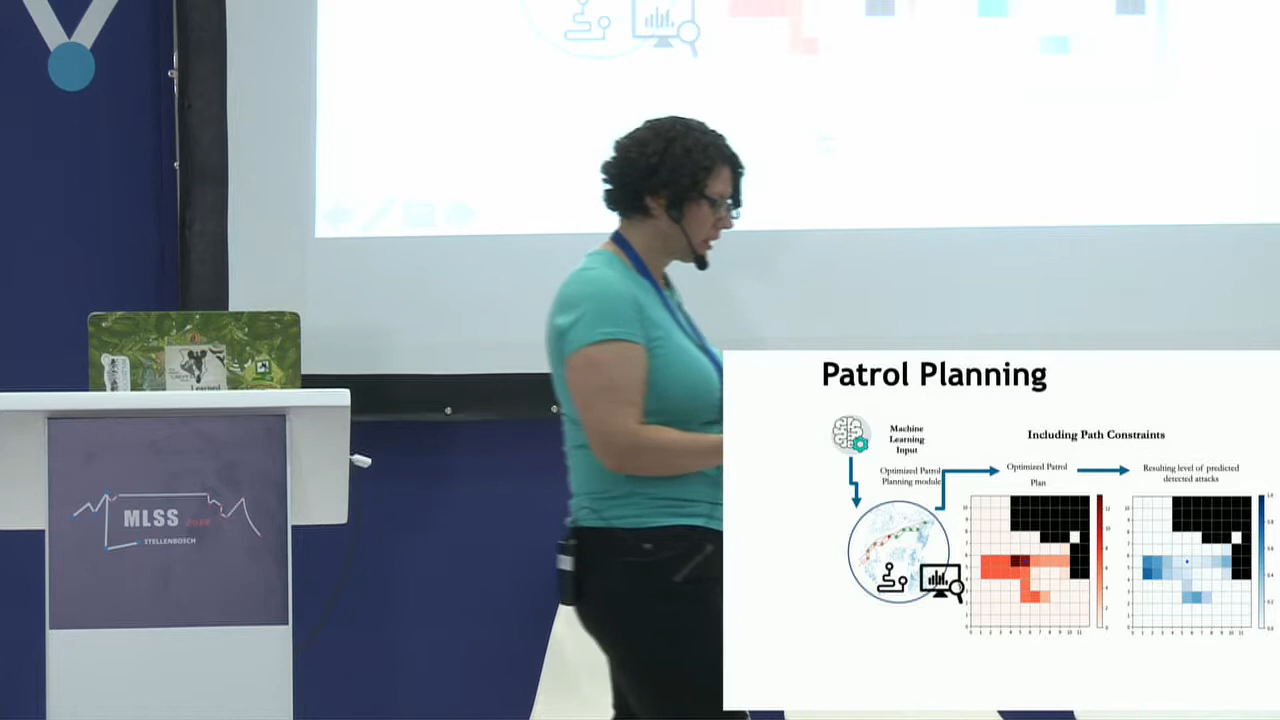 Patrol Planning
Machine
Learning
Input
Including Path Constraints
Optimized Patrol
Planning module
Optimized Patrol
Plan
Resulting level of predicted
detected attacks
Learned
MLSS
STELLENBOSCH